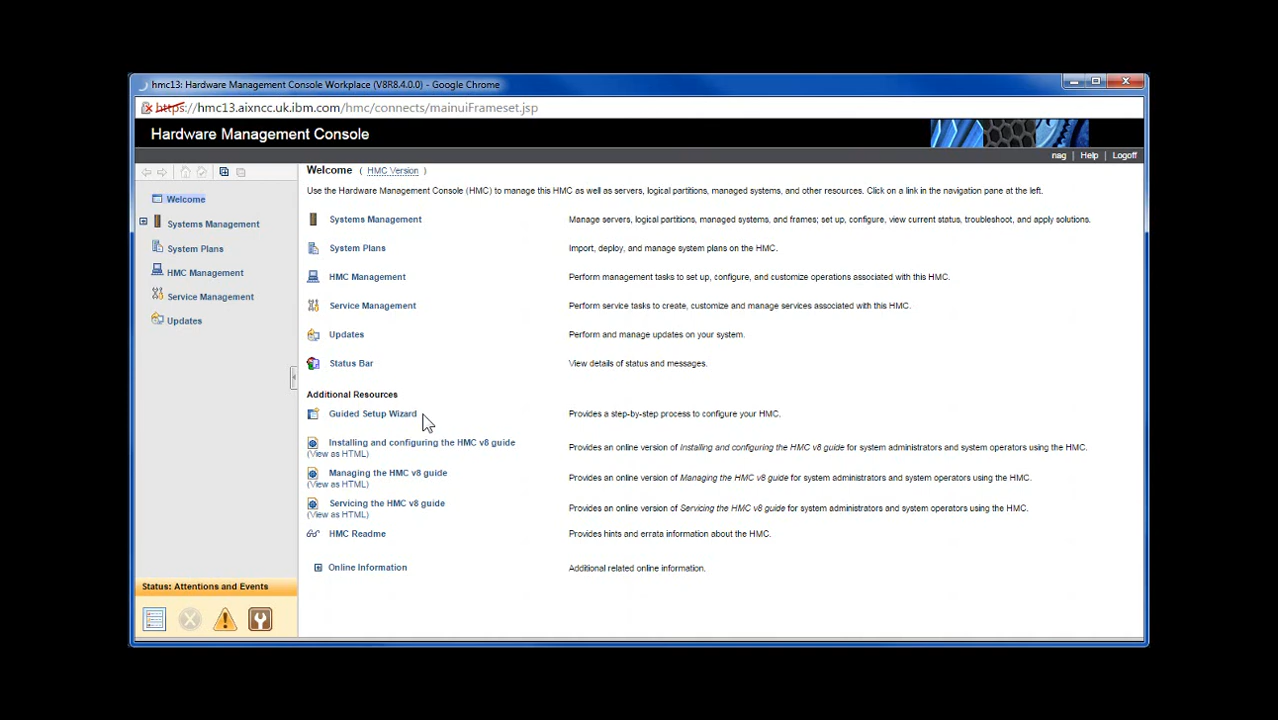 hmc13: Hardware Management Console Workplace (V8R8.4.0.0) - Google Chrome
https://hmc13.aixncc.uk.ibm.com/hmc/connects/mainuiFrameset.jsp
Hardware Management Console
nag | Help | Logoff
Welcome
Systems Management
System Plans
HMC Management
Service Management
Updates
Status: Attentions and Events
Welcome ( HMC Version )
Use the Hardware Management Console (HMC) to manage this HMC as well as servers, logical partitions, managed systems, and other resources. Click on a link in the navigation pane at the left.
Systems Management Manage servers, logical partitions, managed systems, and frames; set up, configure, view current status, troubleshoot, and apply solutions.
System Plans Import, deploy, and manage system plans on the HMC.
HMC Management Perform management tasks to set up, configure, and customize operations associated with this HMC.
Service Management Perform service tasks to create, customize and manage services associated with this HMC.
Updates Perform and manage updates on your system.
Status Bar View details of status and messages.
Additional Resources
Guided Setup Wizard Provides a step-by-step process to configure your HMC.
Installing and configuring the HMC v8 guide Provides an online version of Installing and configuring the HMC v8 guide for system administrators and system operators using the HMC.
(View as HTML)
Managing the HMC v8 guide Provides an online version of Managing the HMC v8 guide for system administrators and system operators using the HMC.
(View as HTML)
Servicing the HMC v8 guide Provides an online version of Servicing the HMC v8 guide for system administrators and system operators using the HMC.
(View as HTML)
HMC Readme Provides hints and errata information about the HMC.
Online Information Additional related online information.